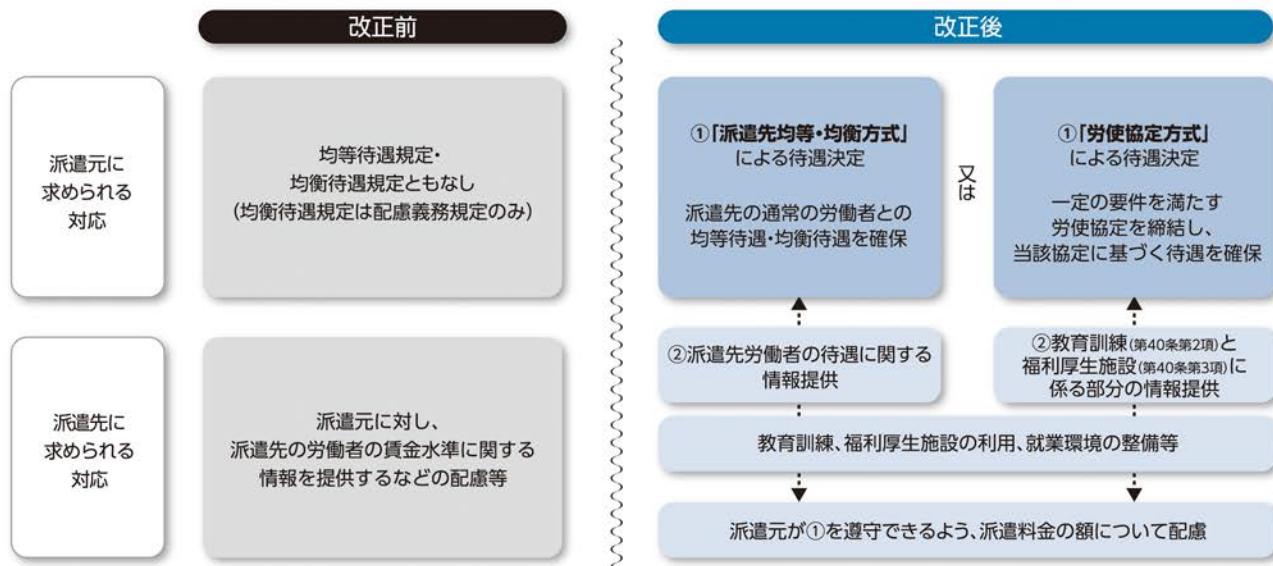 改正前
改正後
派遣元に
求められる
対応
均等待遇規定・
均衡待遇規定ともなし
(均衡待遇規定は配慮義務規定のみ)
①「派遣先均等・均衡方式」
による待遇決定
派遣先の通常の労働者との
均等待遇・均衡待遇を確保
又は
①「労使協定方式」
による待遇決定
一定の要件を満たす
労使協定を締結し、
当該協定に基づく待遇を確保
派遣先に
求められる
対応
派遣元に対し、
派遣先の労働者の賃金水準に関する
情報を提供するなどの配慮等
②派遣先労働者の待遇に関する
情報提供
②教育訓練(第40条第2項)と
福利厚生施設(第40条第3項)に
係る部分の情報提供
教育訓練、福利厚生施設の利用、就業環境の整備等
派遣元が①を遵守できるよう、派遣料金の額について配慮